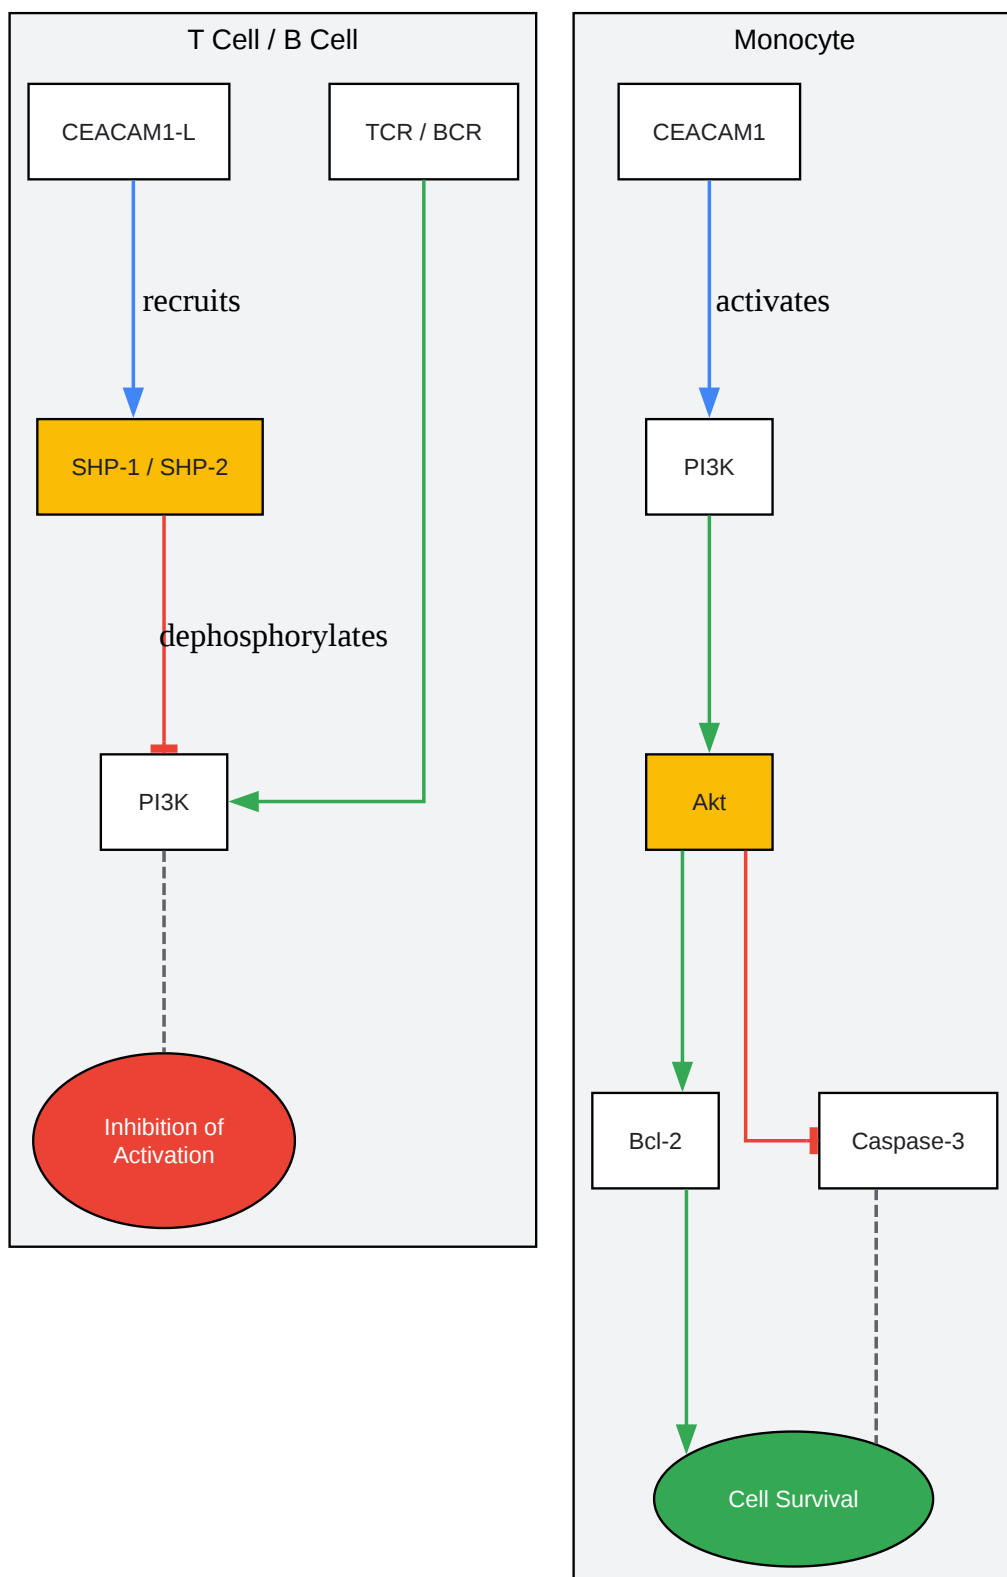 T Cell / B Cell
CEACAM1-L
TCR / BCR
recruits
SHP-1 / SHP-2
dephosphorylates
PI3K
Inhibition of
Activation
Monocyte
CEACAM1
activates
PI3K
Akt
Bcl-2
Caspase-3
Cell Survival